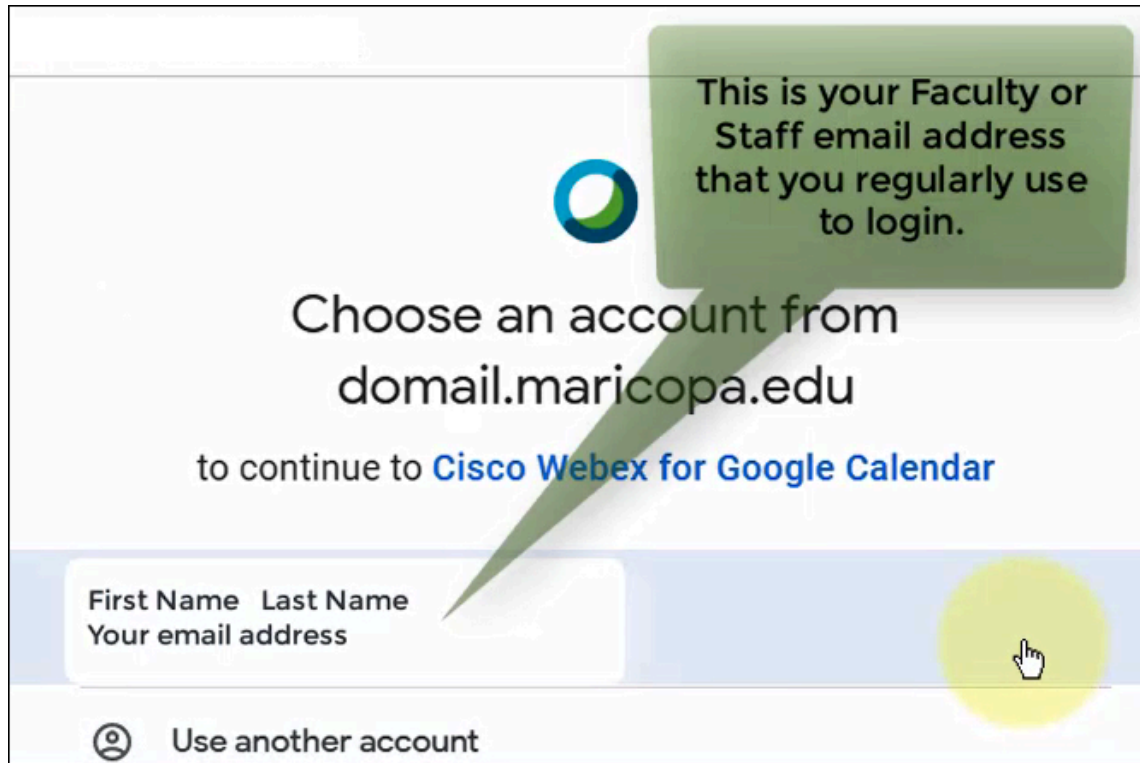 This is your Faculty or
Staff email address
that you regularly use
to login.
Choose an account from
domail.maricopa.edu
to continue to Cisco Webex for Google Calendar
First Name Last Name
Your email address
Use another account